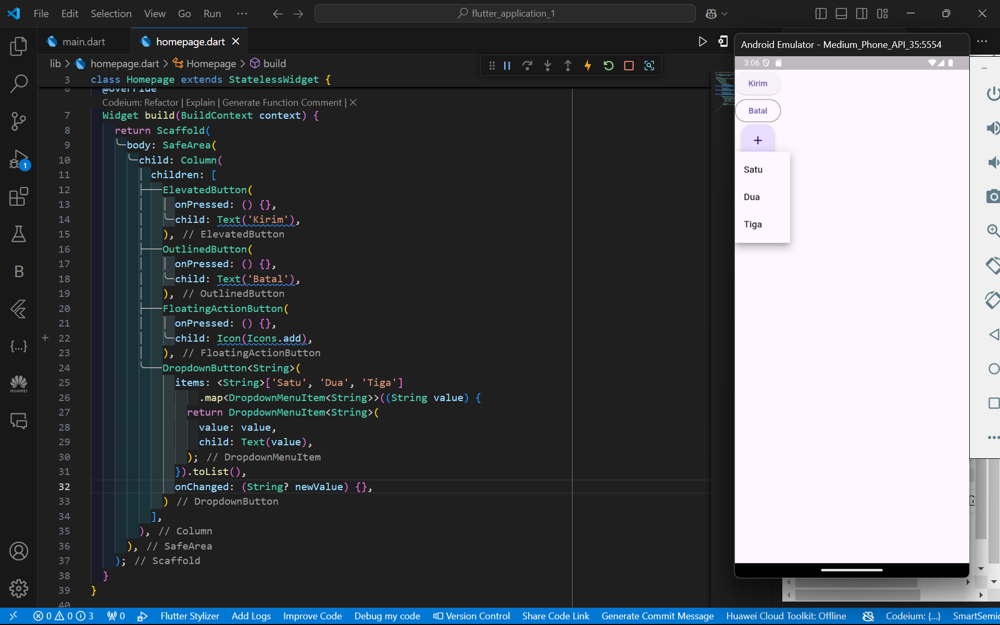 File Edit Selection View Go Run ··· flutter_application_1
main.dart homepage.dart
lib > homepage.dart > Homepage > build
3 class Homepage extends StatelessWidget {
6 @override
Codeium: Refactor | Explain | Generate Function Comment | X
7 Widget build(BuildContext context) {
8 return Scaffold(
9 body: SafeArea(
10 child: Column(
11 children: [
12 ElevatedButton(
13 onPressed: () {},
14 child: Text('Kirim'),
15 ), // ElevatedButton
16 OutlinedButton(
17 onPressed: () {},
18 child: Text('Batal'),
19 ), // OutlinedButton
20 FloatingActionButton(
21 onPressed: () {},
22 child: Icon(Icons.add),
23 ), // FloatingActionButton
24 DropdownButton<String>(
25 items: <String>['Satu', 'Dua', 'Tiga']
26 .map<DropdownMenuItem<String>>((String value) {
27 return DropdownMenuItem<String>(
28 value: value,
29 child: Text(value),
30 ); // DropdownMenuItem
31 }).toList(),
32 onChanged: (String? newValue) {},
33 ) // DropdownButton
34 ],
35 ), // Column
36 ), // SafeArea
37 ); // Scaffold
38 }
39 }
40
1
B
{...}
HUAWEI
Android Emulator - Medium_Phone_API_35:5554
3:06
Kirim
Batal
+
Satu
Dua
Tiga
0 0 3 0 Flutter Stylizer Add Logs Improve Code Debug my code Version Control Share Code Link Generate Commit Message Huawei Cloud Toolkit: Offline Codeium: {...}